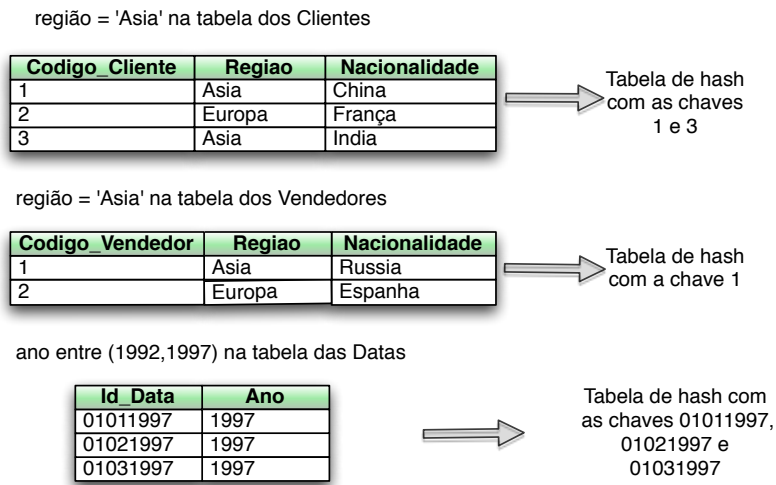 região = 'Asia' na tabela dos Clientes
Codigo_Cliente Regiao Nacionalidade
1 Asia China
2 Europa França
3 Asia India
Tabela de hash
com as chaves
1 e 3
região = 'Asia' na tabela dos Vendedores
Codigo_Vendedor Regiao Nacionalidade
1 Asia Russia
2 Europa Espanha
Tabela de hash
com a chave 1
ano entre (1992,1997) na tabela das Datas
Id_Data Ano
01011997 1997
01021997 1997
01031997 1997
Tabela de hash com
as chaves 01011997,
01021997 e
01031997